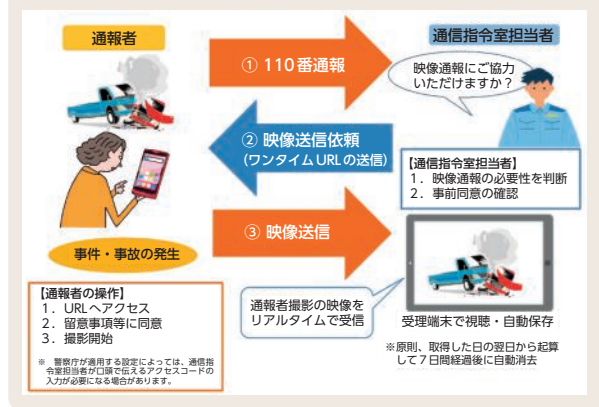 通報者
① 110番通報
通信指令室担当者
映像通報にご協力
いただけますか？
② 映像送信依頼
(ワンタイムURLの送信)
【通信指令室担当者】
1．映像通報の必要性を判断
2．事前同意の確認
③ 映像送信
事件・事故の発生
【通報者の操作】
1．URLへアクセス
2．留意事項等に同意
3．撮影開始
※　警察庁が適用する設定によっては、通信指
令室担当者が口頭で伝えるアクセスコードの
入力が必要になる場合があります。
通報者撮影の映像を
リアルタイムで受信
受理端末で視聴・自動保存
※原則、取得した日の翌日から起算
して７日間経過後に自動消去